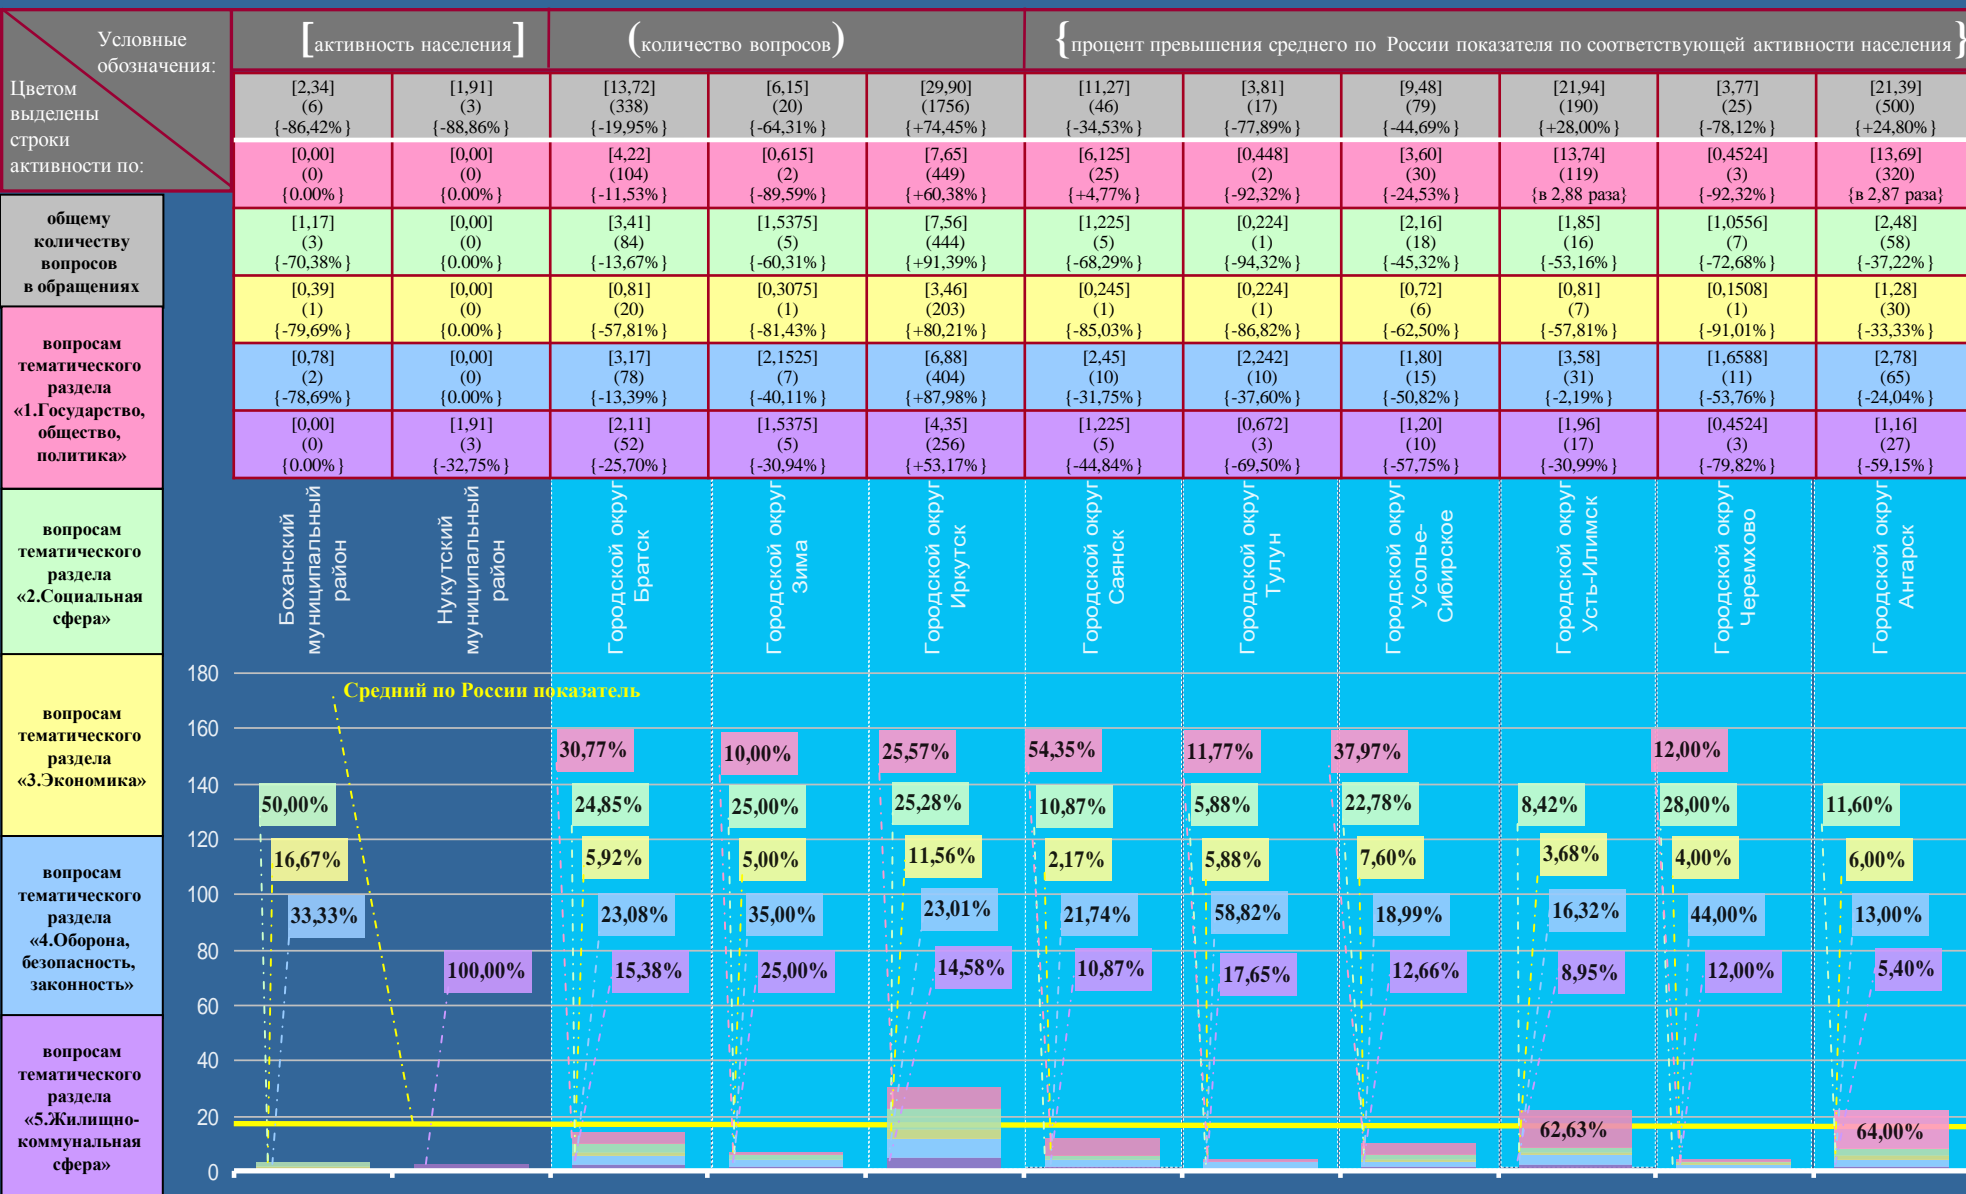 Условные
обозначения:
Цветом
выделены
строки
активности по:
[активность населения]
(количество вопросов)
{процент превышения среднего по России показателя по соответствующей активности населения}
[2,34] [1,91] [13,72] [6,15] [29,90] [11,27] [3,81] [9,48] [21,94] [3,77] [21,39]
(6) (3) (338) (20) (1756) (46) (17) (79) (190) (25) (500)
{-86,42%} {-88,86%} {-19,95%} {-64,31%} {+74,45%} {-34,53%} {-77,89%} {-44,69%} {+28,00%} {-78,12%} {+24,80%}
[0,00] [0,00] [4,22] [0,615] [7,65] [6,125] [0,448] [3,60] [13,74] [0,4524] [13,69]
(0) (0) (104) (2) (449) (25) (2) (30) (119) (3) (320)
{0.00%} {0.00%} {-11,53%} {-89,59%} {+60,38%} {+4,77%} {-92,32%} {-24,53%} {в 2,88 раза} {-92,32%} {в 2,87 раза}
[1,17] [0,00] [3,41] [1,5375] [7,56] [1,225] [0,224] [2,16] [1,85] [1,0556] [2,48]
(3) (0) (84) (5) (444) (5) (1) (18) (16) (7) (58)
{-70,38%} {0.00%} {-13,67%} {-60,31%} {+91,39%} {-68,29%} {-94,32%} {-45,32%} {-53,16%} {-72,68%} {-37,22%}
[0,39] [0,00] [0,81] [0,3075] [3,46] [0,245] [0,224] [0,72] [0,81] [0,1508] [1,28]
(1) (0) (20) (1) (203) (1) (1) (6) (7) (1) (30)
{-79,69%} {0.00%} {-57,81%} {-81,43%} {+80,21%} {-85,03%} {-86,82%} {-62,50%} {-57,81%} {-91,01%} {-33,33%}
[0,78] [0,00] [3,17] [2,1525] [6,88] [2,45] [2,242] [1,80] [3,58] [1,6588] [2,78]
(2) (0) (78) (7) (404) (10) (10) (15) (31) (11) (65)
{-78,69%} {0.00%} {-13,39%} {-40,11%} {+87,98%} {-31,75%} {-37,60%} {-50,82%} {-2,19%} {-53,76%} {-24,04%}
[0,00] [1,91] [2,11] [1,5375] [4,35] [1,225] [0,672] [1,20] [1,96] [0,4524] [1,16]
(0) (3) (52) (5) (256) (5) (3) (10) (17) (3) (27)
{0.00%} {-32,75%} {-25,70%} {-30,94%} {+53,17%} {-44,84%} {-69,50%} {-57,75%} {-30,99%} {-79,82%} {-59,15%}
общему
количеству
вопросов
в обращениях
вопросам
тематического
раздела
«1.Государство,
общество,
политика»
вопросам
тематического
раздела
«2.Социальная
сфера»
вопросам
тематического
раздела
«3.Экономика»
вопросам
тематического
раздела
«4.Оборона,
безопасность,
законность»
вопросам
тематического
раздела
«5.Жилищно-
коммунальная
сфера»
Боханский
муниципальный
район
Нукутский
муниципальный
район
Городской округ
Братск
Городской округ
Зима
Городской округ
Иркутск
Городской округ
Саянск
Городской округ
Тулун
Городской округ
Усолье-
Сибирское
Городской округ
Усть-Илимск
Городской округ
Черемхово
Городской округ
Ангарск
180
Средний по России показатель
160
30,77% 10,00% 25,57% 54,35% 11,77% 37,97% 12,00%
140
50,00% 24,85% 25,00% 25,28% 10,87% 5,88% 22,78% 8,42% 28,00% 11,60%
120
16,67% 5,92% 5,00% 11,56% 2,17% 5,88% 7,60% 3,68% 4,00% 6,00%
100
33,33% 23,08% 35,00% 23,01% 21,74% 58,82% 18,99% 16,32% 44,00% 13,00%
80
100,00% 15,38% 25,00% 14,58% 10,87% 17,65% 12,66% 8,95% 12,00% 5,40%
60
40
20
62,63% 64,00%
0